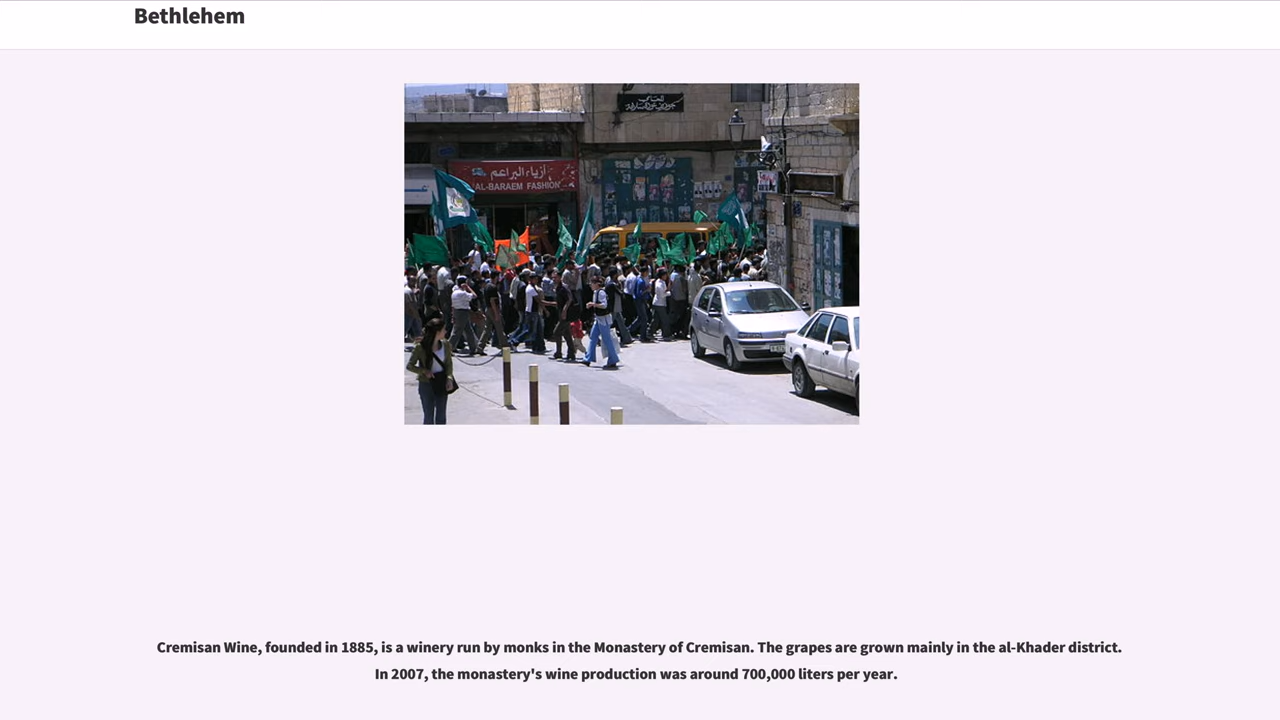 Bethlehem
أزياء البراعم
AL-BARAEM FASHION
Cremisan Wine, founded in 1885, is a winery run by monks in the Monastery of Cremisan. The grapes are grown mainly in the al-Khader district.
In 2007, the monastery's wine production was around 700,000 liters per year.